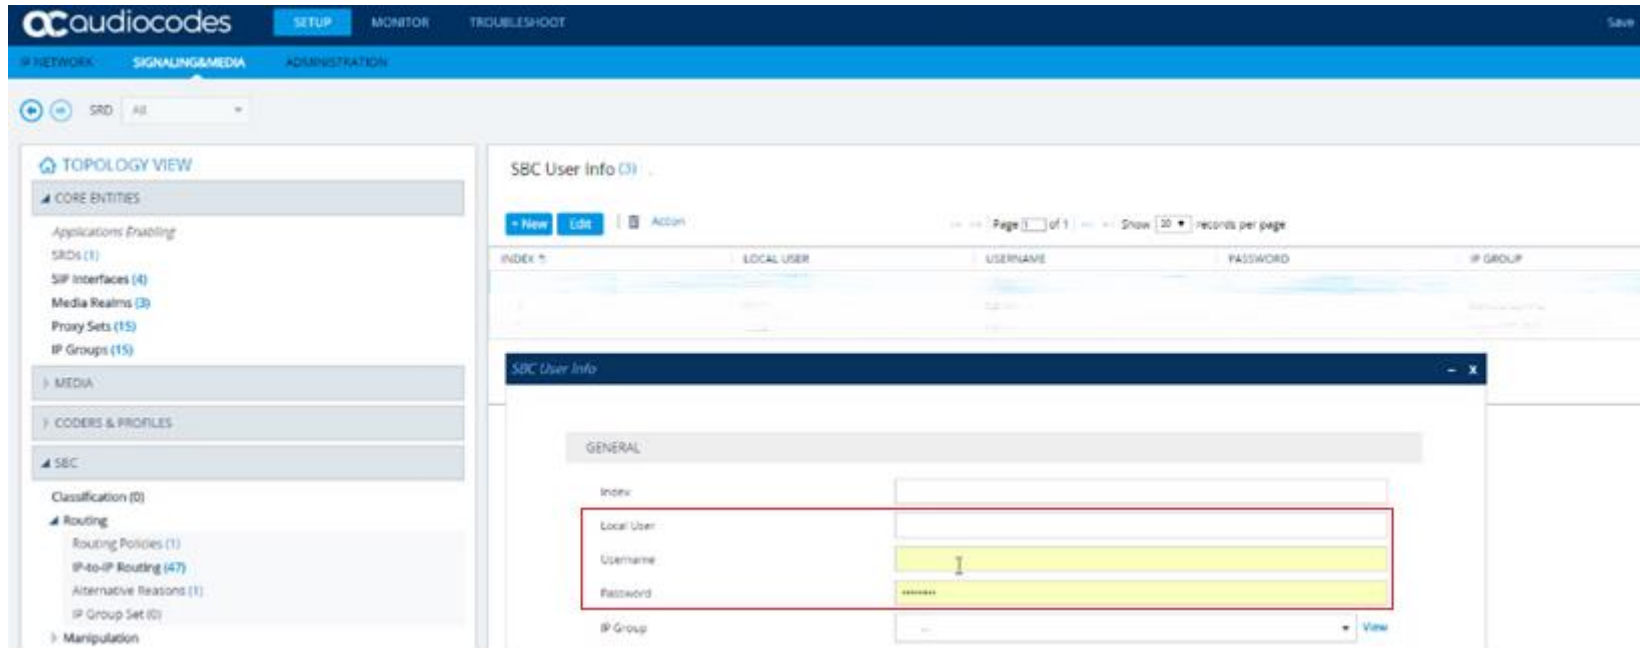 audiocodes SETUP MONITOR TROUBLESHOOT Save
IP NETWORK SIGNALING&MEDIA ADMINISTRATION
SRD All
TOPOLOGY VIEW
CORE ENTITIES
Applications Enabling
SRDs (1)
SIP Interfaces (4)
Media Realms (3)
Proxy Sets (15)
IP Groups (15)
MEDIA
CODERS & PROFILES
SBC
Classification (0)
Routing
Routing Policies (1)
IP-to-IP Routing (47)
Alternative Reasons (1)
IP Group Set (0)
Manipulation
SBC User Info (3)
+ New Edit Action Page 1 of 1 Show 10 records per page
INDEX LOCAL USER USERNAME PASSWORD IP GROUP
SBC User Info – x
GENERAL
Index
Local User
Username
Password ••••••••
IP Group ... View